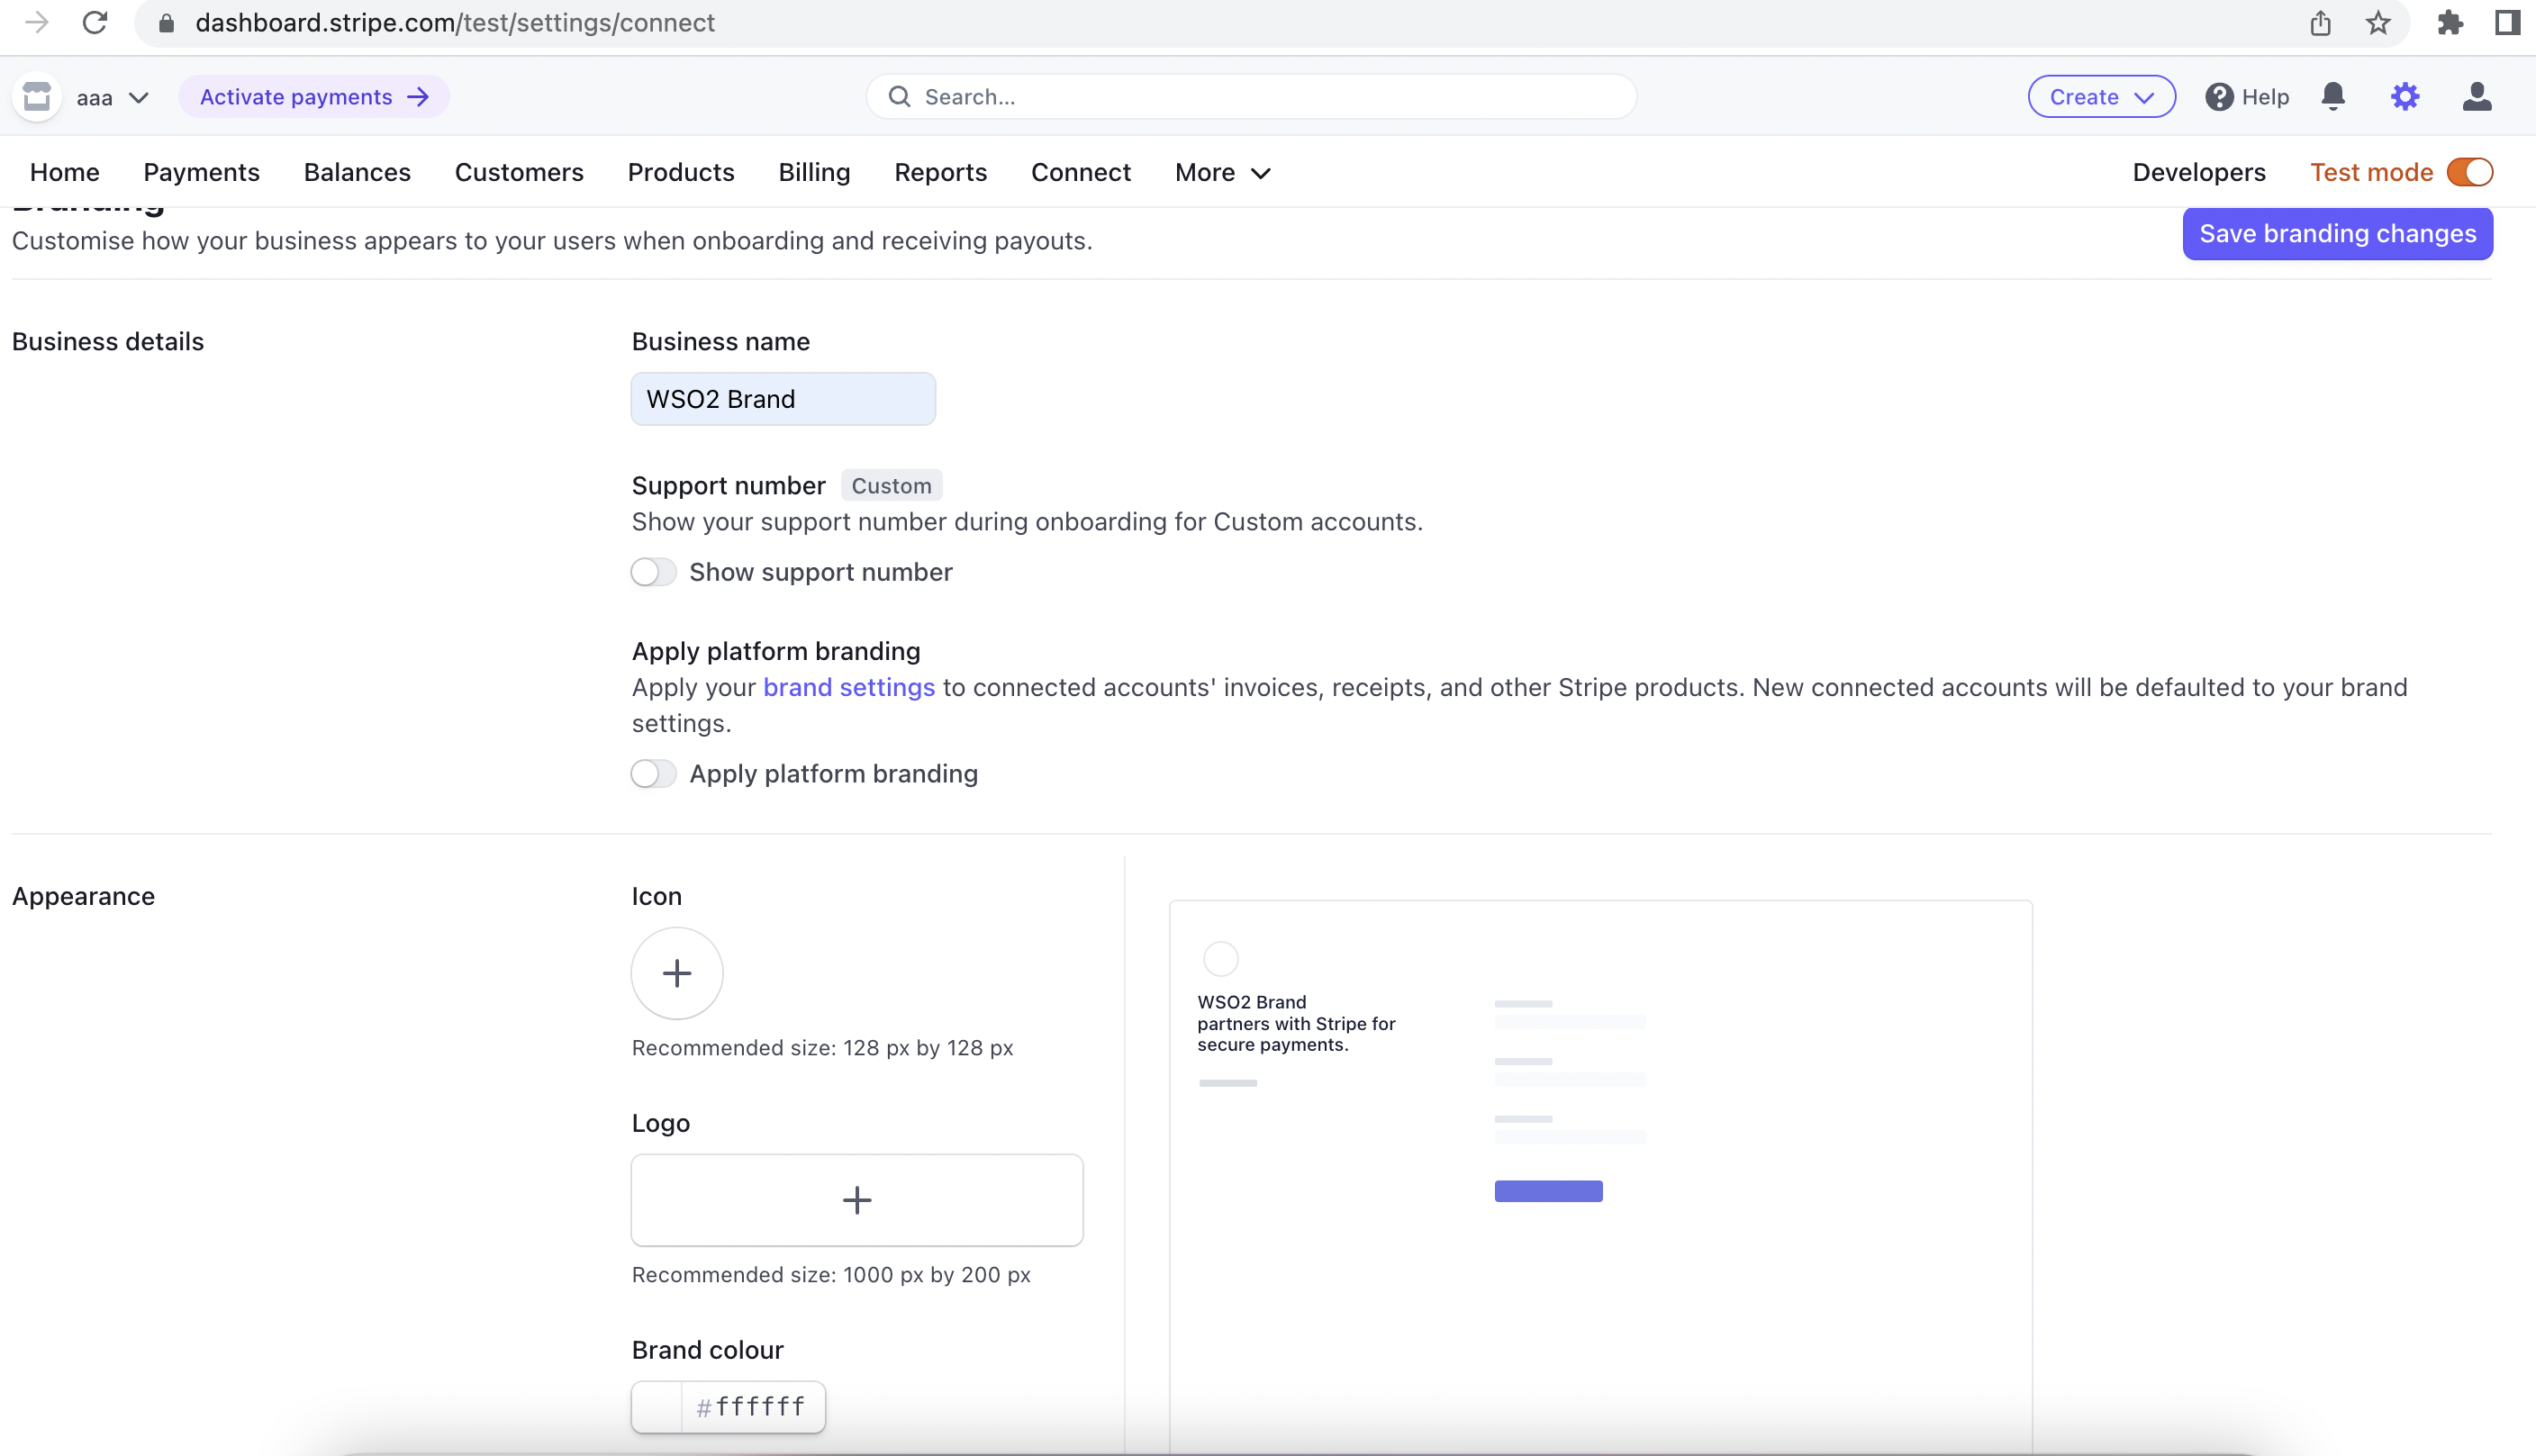 dashboard.stripe.com/test/settings/connect
aaa
Activate payments
Search...
Create
Help
Home
Payments
Balances
Customers
Products
Billing
Reports
Connect
More
Developers
Test mode
Branding
Customise how your business appears to your users when onboarding and receiving payouts.
Save branding changes
Business details
Business name
WSO2 Brand
Support number
Custom
Show your support number during onboarding for Custom accounts.
Show support number
Apply platform branding
Apply your brand settings to connected accounts' invoices, receipts, and other Stripe products. New connected accounts will be defaulted to your brand
settings.
Apply platform branding
Appearance
Icon
Recommended size: 128 px by 128 px
Logo
Recommended size: 1000 px by 200 px
Brand colour
#ffffff
WSO2 Brand
partners with Stripe for
secure payments.